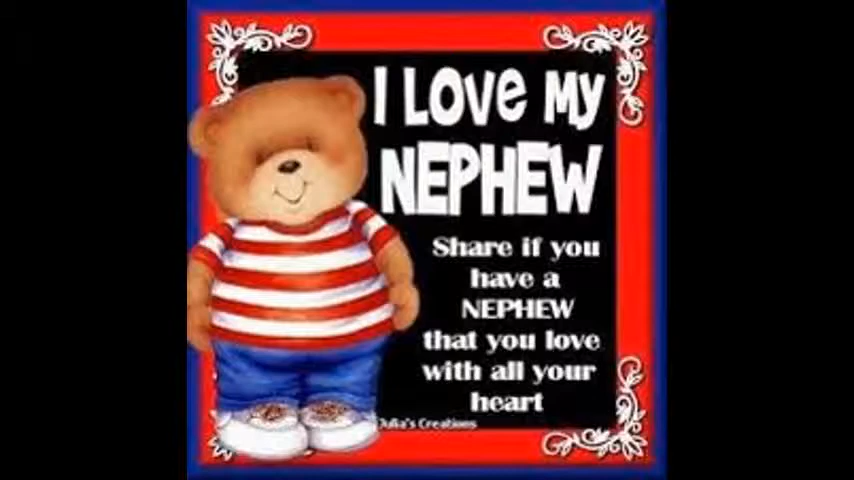 I LOVE MY
NEPHEW
Share if you
have a
NEPHEW
that you love
with all your
heart
Julia's Creations